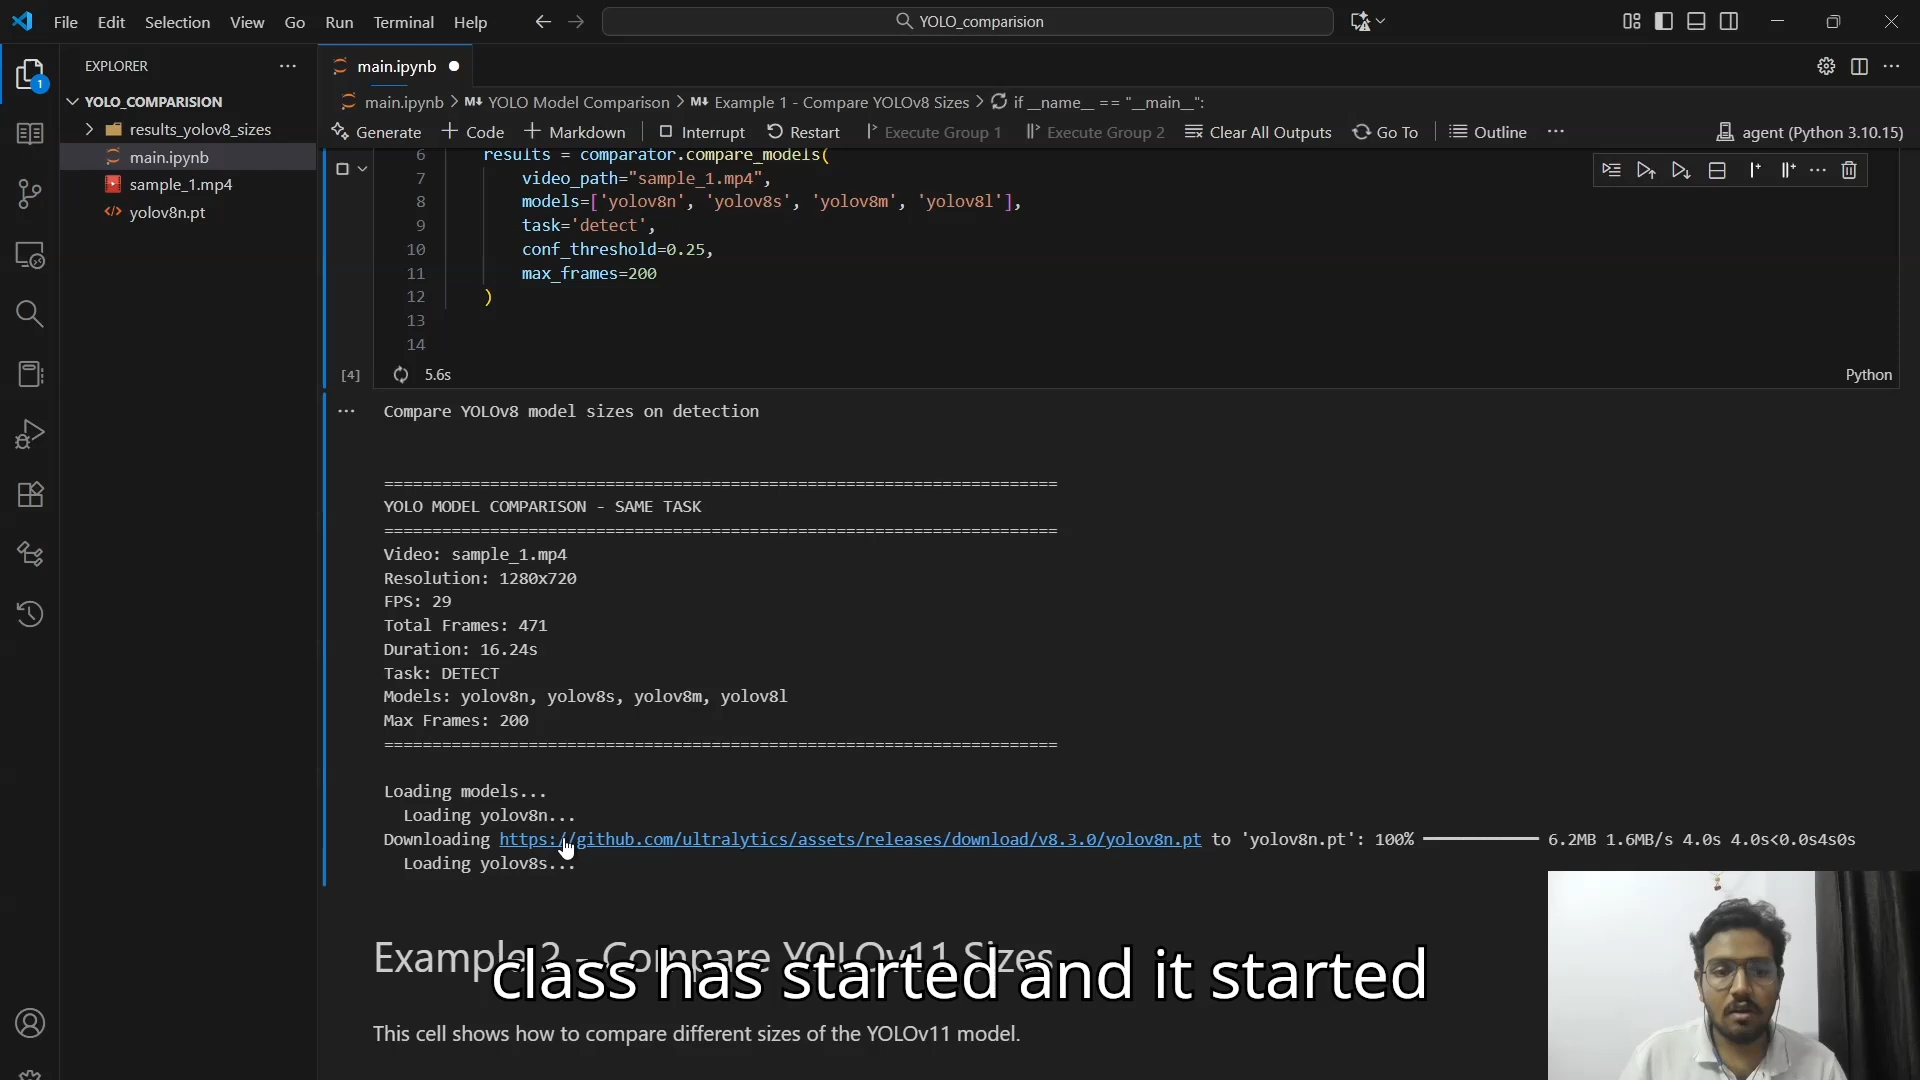 File Edit Selection View Go Run Terminal Help
YOLO_comparision
EXPLORER
YOLO_COMPARISION
results_yolov8_sizes
main.ipynb
sample_1.mp4
yolov8n.pt
1
main.ipynb
main.ipynb > M↓ YOLO Model Comparison > M↓ Example 1 - Compare YOLOv8 Sizes > if __name__ == "__main__":
Generate + Code + Markdown Interrupt Restart Execute Group 1 Execute Group 2 Clear All Outputs Go To Outline ... agent (Python 3.10.15)
6 results = comparator.compare_models(
7 video_path="sample_1.mp4",
8 models=['yolov8n', 'yolov8s', 'yolov8m', 'yolov8l'],
9 task='detect',
10 conf_threshold=0.25,
11 max_frames=200
12 )
13
14
[4] 5.6s Python
Compare YOLOv8 model sizes on detection
======================================================================
YOLO MODEL COMPARISON - SAME TASK
======================================================================
Video: sample_1.mp4
Resolution: 1280x720
FPS: 29
Total Frames: 471
Duration: 16.24s
Task: DETECT
Models: yolov8n, yolov8s, yolov8m, yolov8l
Max Frames: 200
======================================================================
Loading models...
Loading yolov8n...
Downloading https://github.com/ultralytics/assets/releases/download/v8.3.0/yolov8n.pt to 'yolov8n.pt': 100% ━━━━━━━━━━━━ 6.2MB 1.6MB/s 4.0s 4.0s<0.0s4s0s
Loading yolov8s...
Example 2 - Compare YOLOv11 Sizes
class has started and it started
This cell shows how to compare different sizes of the YOLOv11 model.